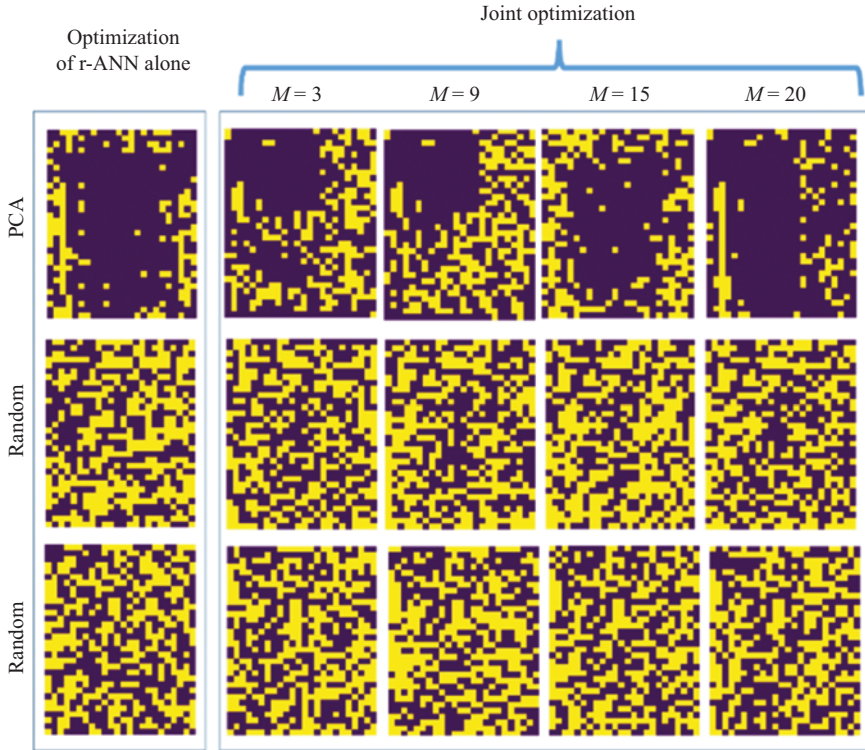 Joint optimization
Optimization
of r-ANN alone
M = 3
M = 9
M = 15
M = 20
PCA
Random
Random